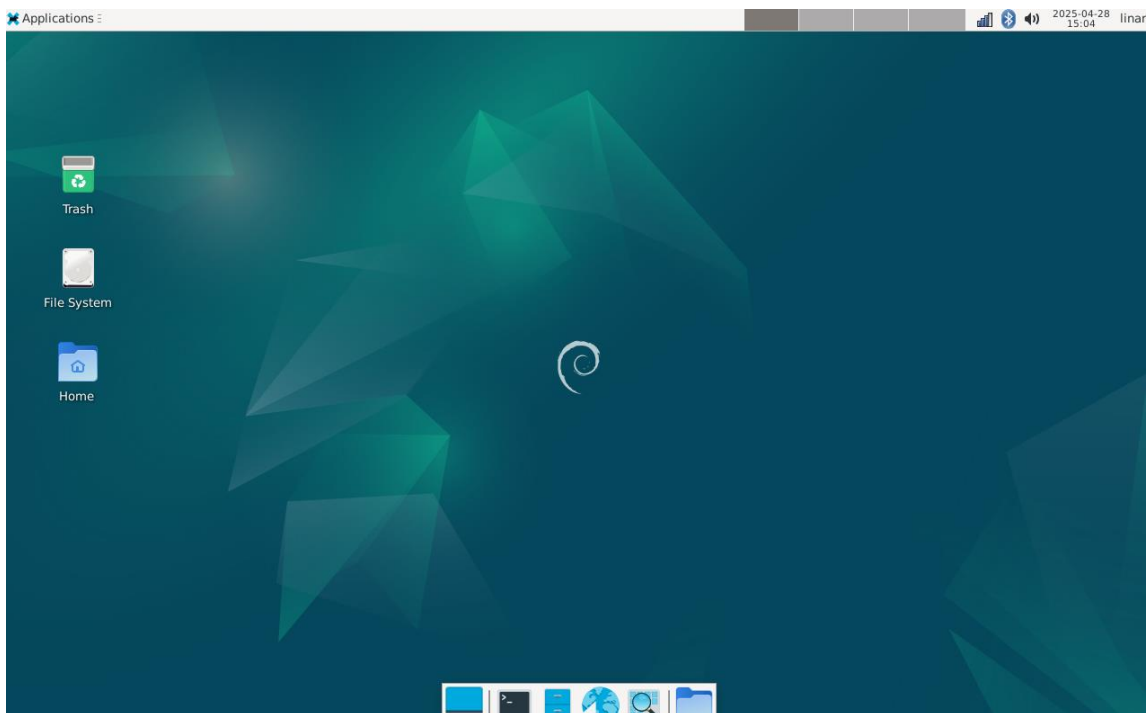 Applications
2025-04-28
15:04
linar
Trash
File System
Home